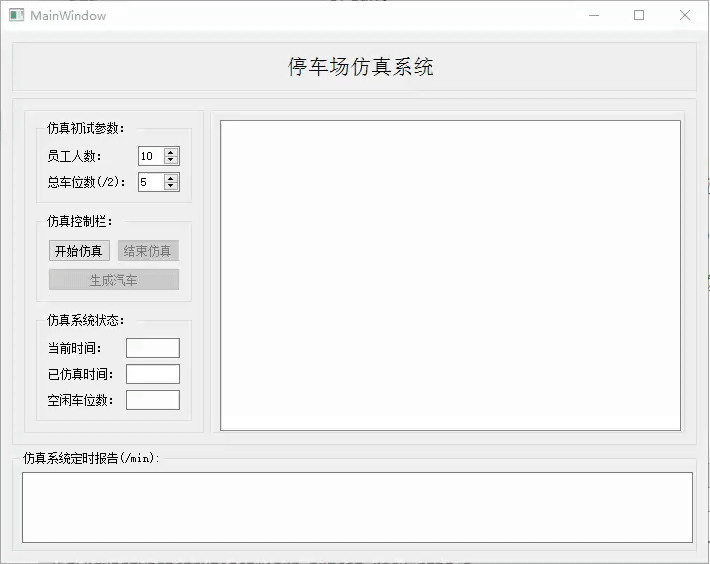 MainWindow
停车场仿真系统
仿真初试参数：
员工人数： 10
总车位数(/2)： 5
仿真控制栏：
开始仿真 结束仿真
生成汽车
仿真系统状态：
当前时间：
已仿真时间：
空闲车位数：
仿真系统定时报告(/min):